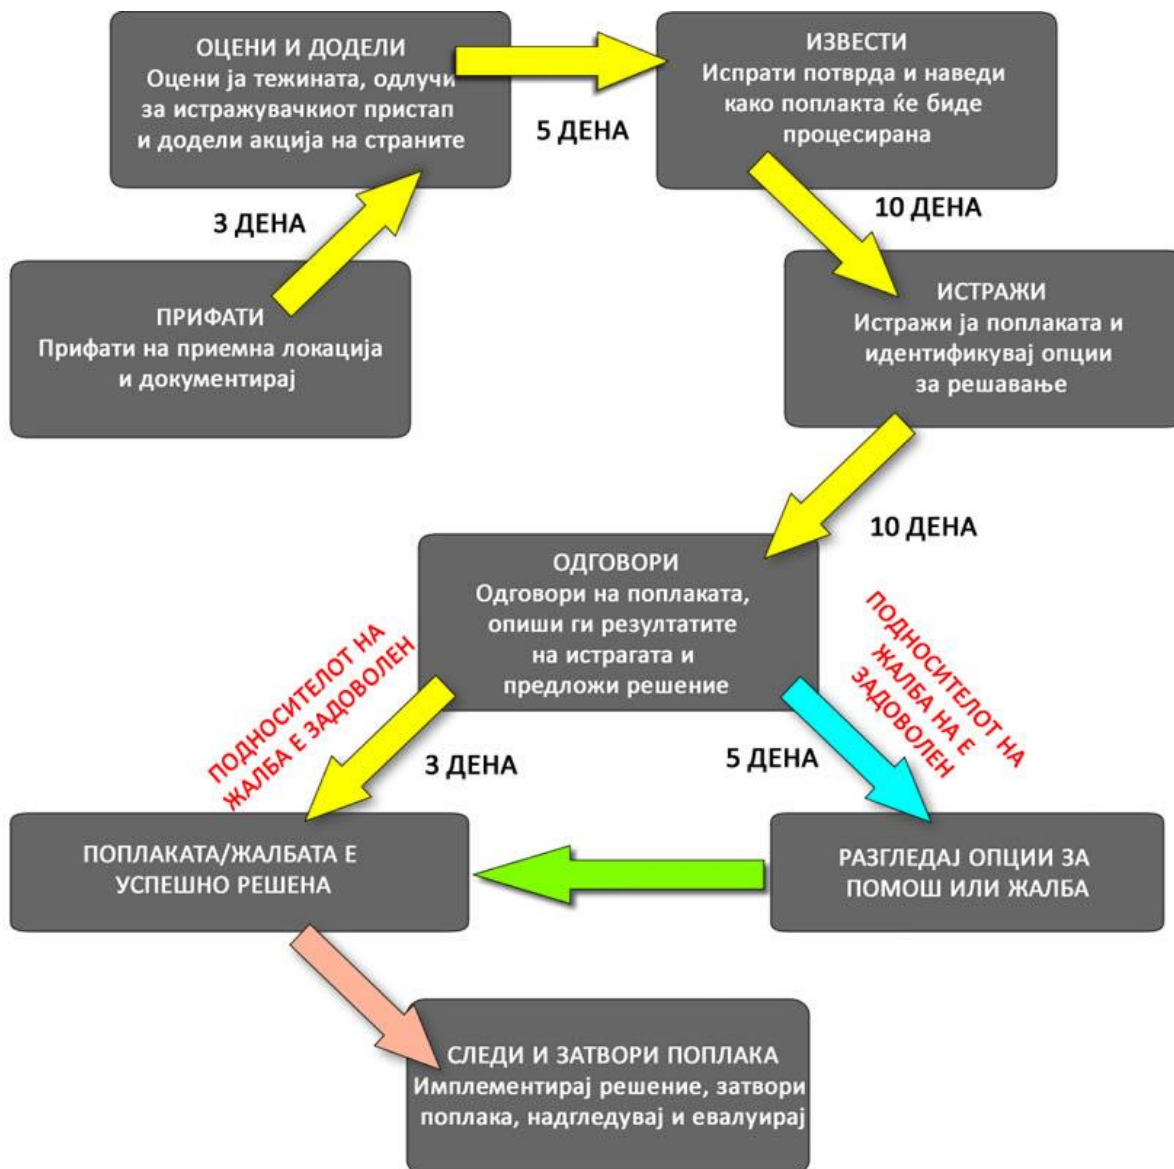 ОЦЕНИ И ДОДЕЛИ
Оцени ја тежината, одлучи
за истражувачкиот пристап
и додели акција на страните
5 ДЕНА
ИЗВЕСТИ
Испрати потврда и наведи
како поплакта ќе биде
процесирана
3 ДЕНА
10 ДЕНА
ПРИФАТИ
Прифати на приемна локација
и документирај
ИСТРАЖИ
Истражи ја поплаката и
идентификувај опции
за решавање
10 ДЕНА
ОДГОВОРИ
Одговори на поплаката,
опиши ги резултатите
на истрагата и
предложи решение
ПОДНОСИТЕЛОТ НА
ЖАЛБА Е ЗАДОВОЛЕН
3 ДЕНА
5 ДЕНА
ПОДНОСИТЕЛОТ НА
ЖАЛБА НА Е
ЗАДОВОЛЕН
ПОПЛАКАТА/ЖАЛБАТА Е
УСПЕШНО РЕШЕНА
РАЗГЛЕДАЈ ОПЦИИ ЗА
ПОМОШ ИЛИ ЖАЛБА
СЛЕДИ И ЗАТВОРИ ПОПЛАКА
Имплементирај решение, затвори
поплака, надгледувај и евалуирај